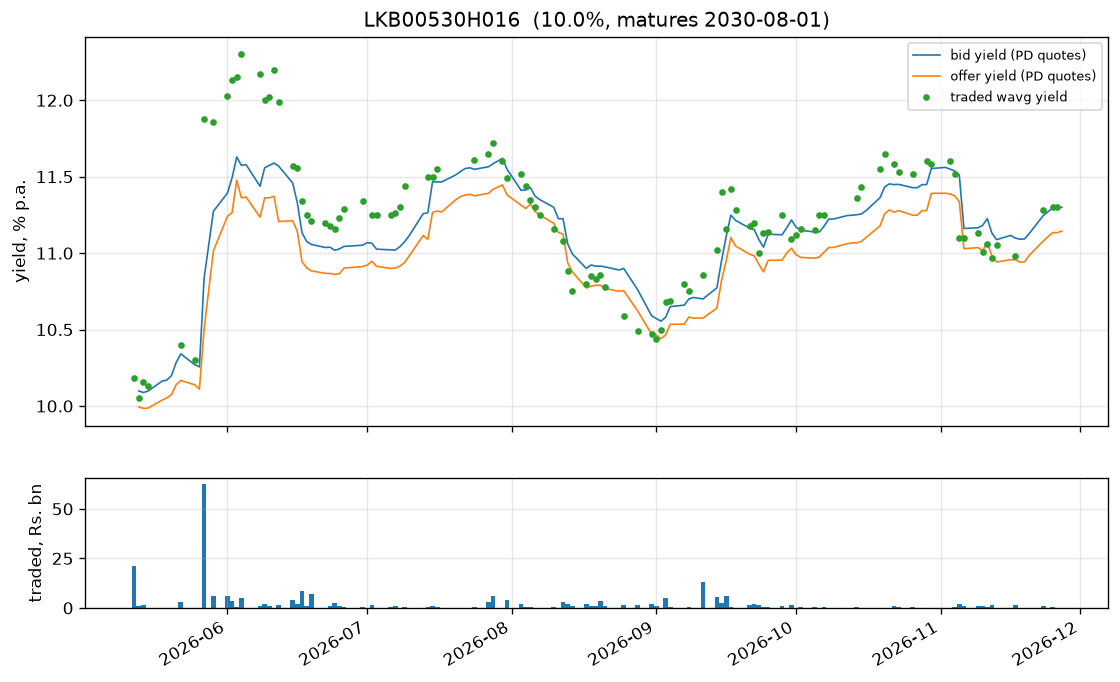 LKB00530H016 (10.0%, matures 2030-08-01)
bid yield (PD quotes)
offer yield (PD quotes)
traded wavg yield
yield, % p.a.
12.0
11.5
11.0
10.5
10.0
traded, Rs. bn
50
25
0
2026-06
2026-07
2026-08
2026-09
2026-10
2026-11
2026-12